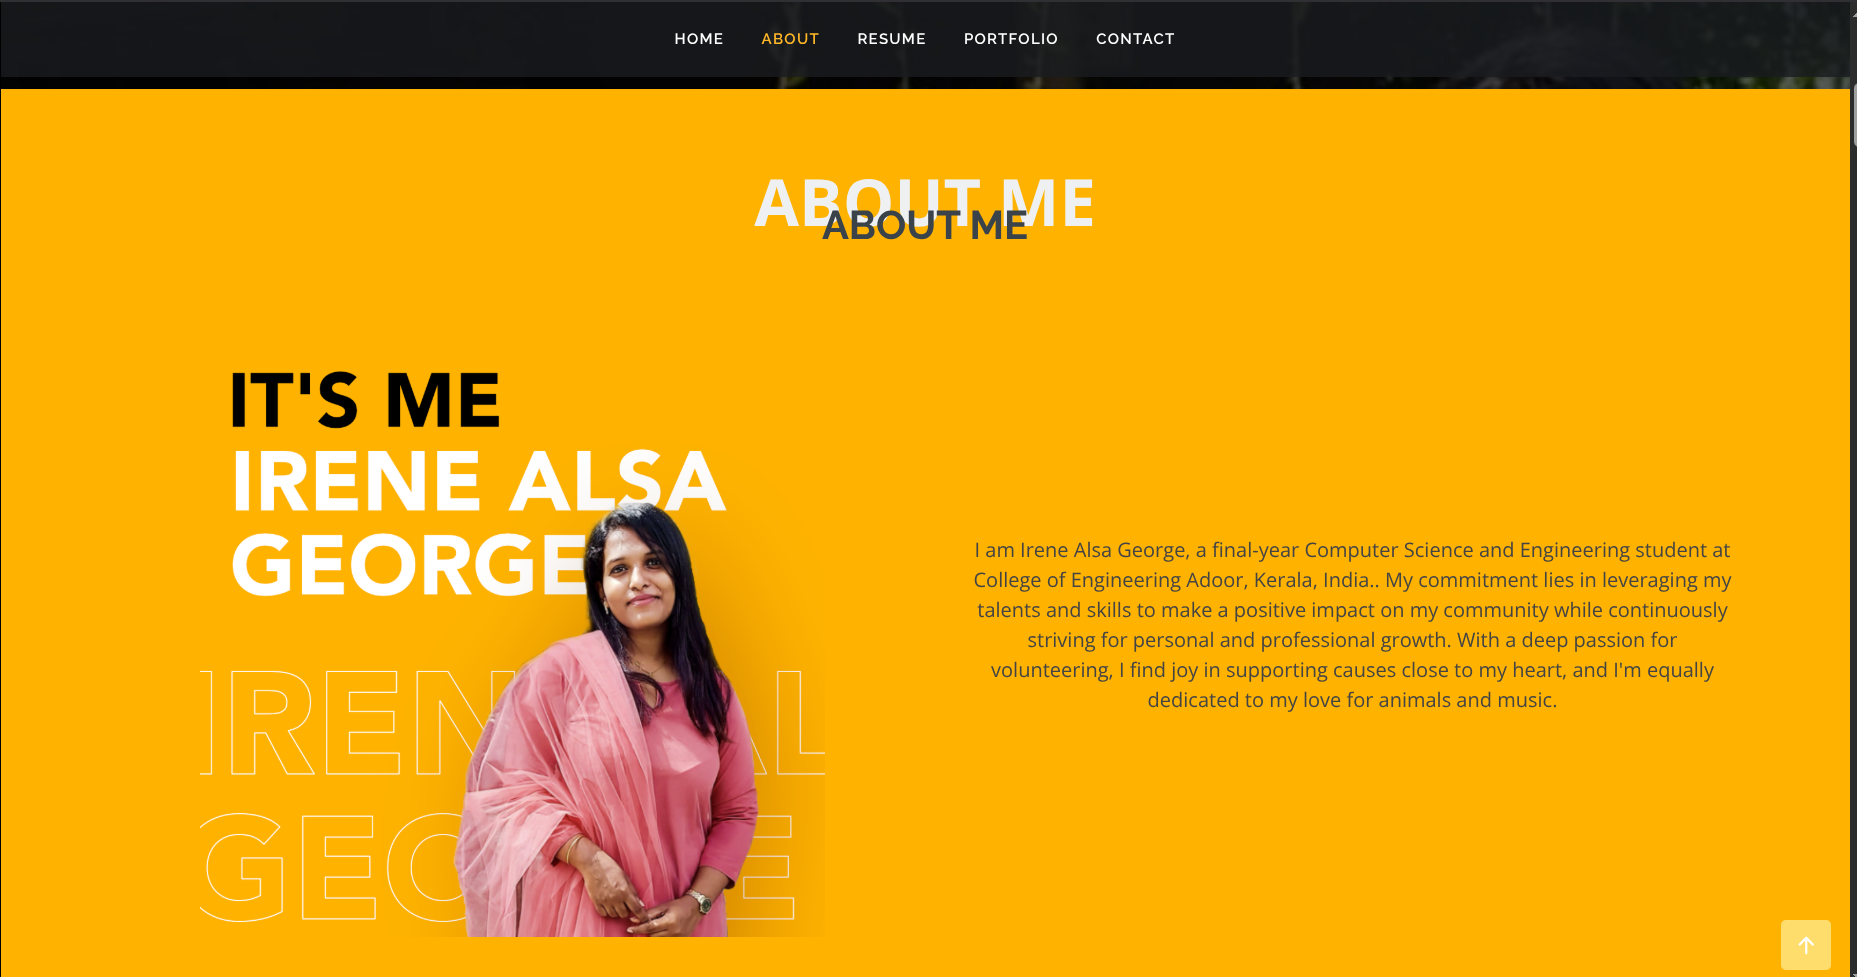 HOME ABOUT RESUME PORTFOLIO CONTACT
ABOUT ME
ABOUT ME
IT'S ME
IRENE ALSA
GEORGE
I am Irene Alsa George, a final-year Computer Science and Engineering student at
College of Engineering Adoor, Kerala, India.. My commitment lies in leveraging my
talents and skills to make a positive impact on my community while continuously
striving for personal and professional growth. With a deep passion for
volunteering, I find joy in supporting causes close to my heart, and I'm equally
dedicated to my love for animals and music.
IREN AL
GEO E